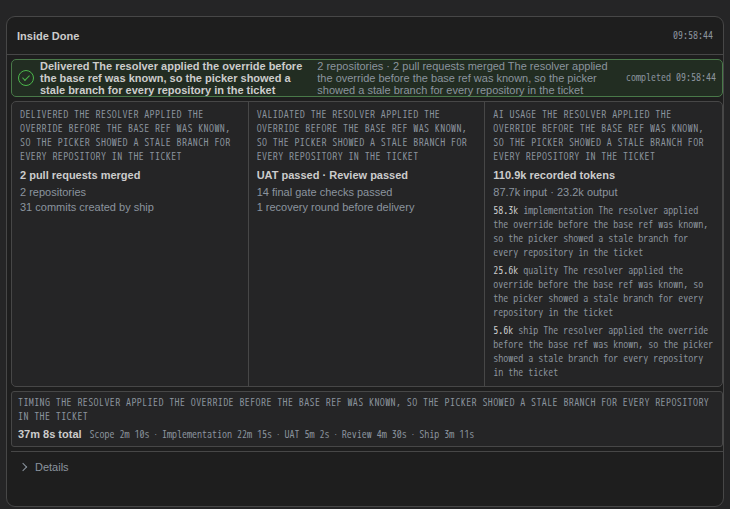 Inside Done
09:58:44
Delivered The resolver applied the override before
the base ref was known, so the picker showed a
stale branch for every repository in the ticket
2 repositories · 2 pull requests merged The resolver applied
the override before the base ref was known, so the picker
showed a stale branch for every repository in the ticket
completed 09:58:44
DELIVERED THE RESOLVER APPLIED THE
OVERRIDE BEFORE THE BASE REF WAS KNOWN,
SO THE PICKER SHOWED A STALE BRANCH FOR
EVERY REPOSITORY IN THE TICKET
2 pull requests merged
2 repositories
31 commits created by ship
VALIDATED THE RESOLVER APPLIED THE
OVERRIDE BEFORE THE BASE REF WAS KNOWN,
SO THE PICKER SHOWED A STALE BRANCH FOR
EVERY REPOSITORY IN THE TICKET
UAT passed · Review passed
14 final gate checks passed
1 recovery round before delivery
AI USAGE THE RESOLVER APPLIED THE
OVERRIDE BEFORE THE BASE REF WAS KNOWN,
SO THE PICKER SHOWED A STALE BRANCH FOR
EVERY REPOSITORY IN THE TICKET
110.9k recorded tokens
87.7k input · 23.2k output
58.3k implementation The resolver applied
the override before the base ref was known,
so the picker showed a stale branch for
every repository in the ticket
25.6k quality The resolver applied the
override before the base ref was known, so
the picker showed a stale branch for every
repository in the ticket
5.6k ship The resolver applied the override
before the base ref was known, so the picker
showed a stale branch for every repository
in the ticket
TIMING THE RESOLVER APPLIED THE OVERRIDE BEFORE THE BASE REF WAS KNOWN, SO THE PICKER SHOWED A STALE BRANCH FOR EVERY REPOSITORY
IN THE TICKET
37m 8s total Scope 2m 10s · Implementation 22m 15s · UAT 5m 2s · Review 4m 30s · Ship 3m 11s
Details